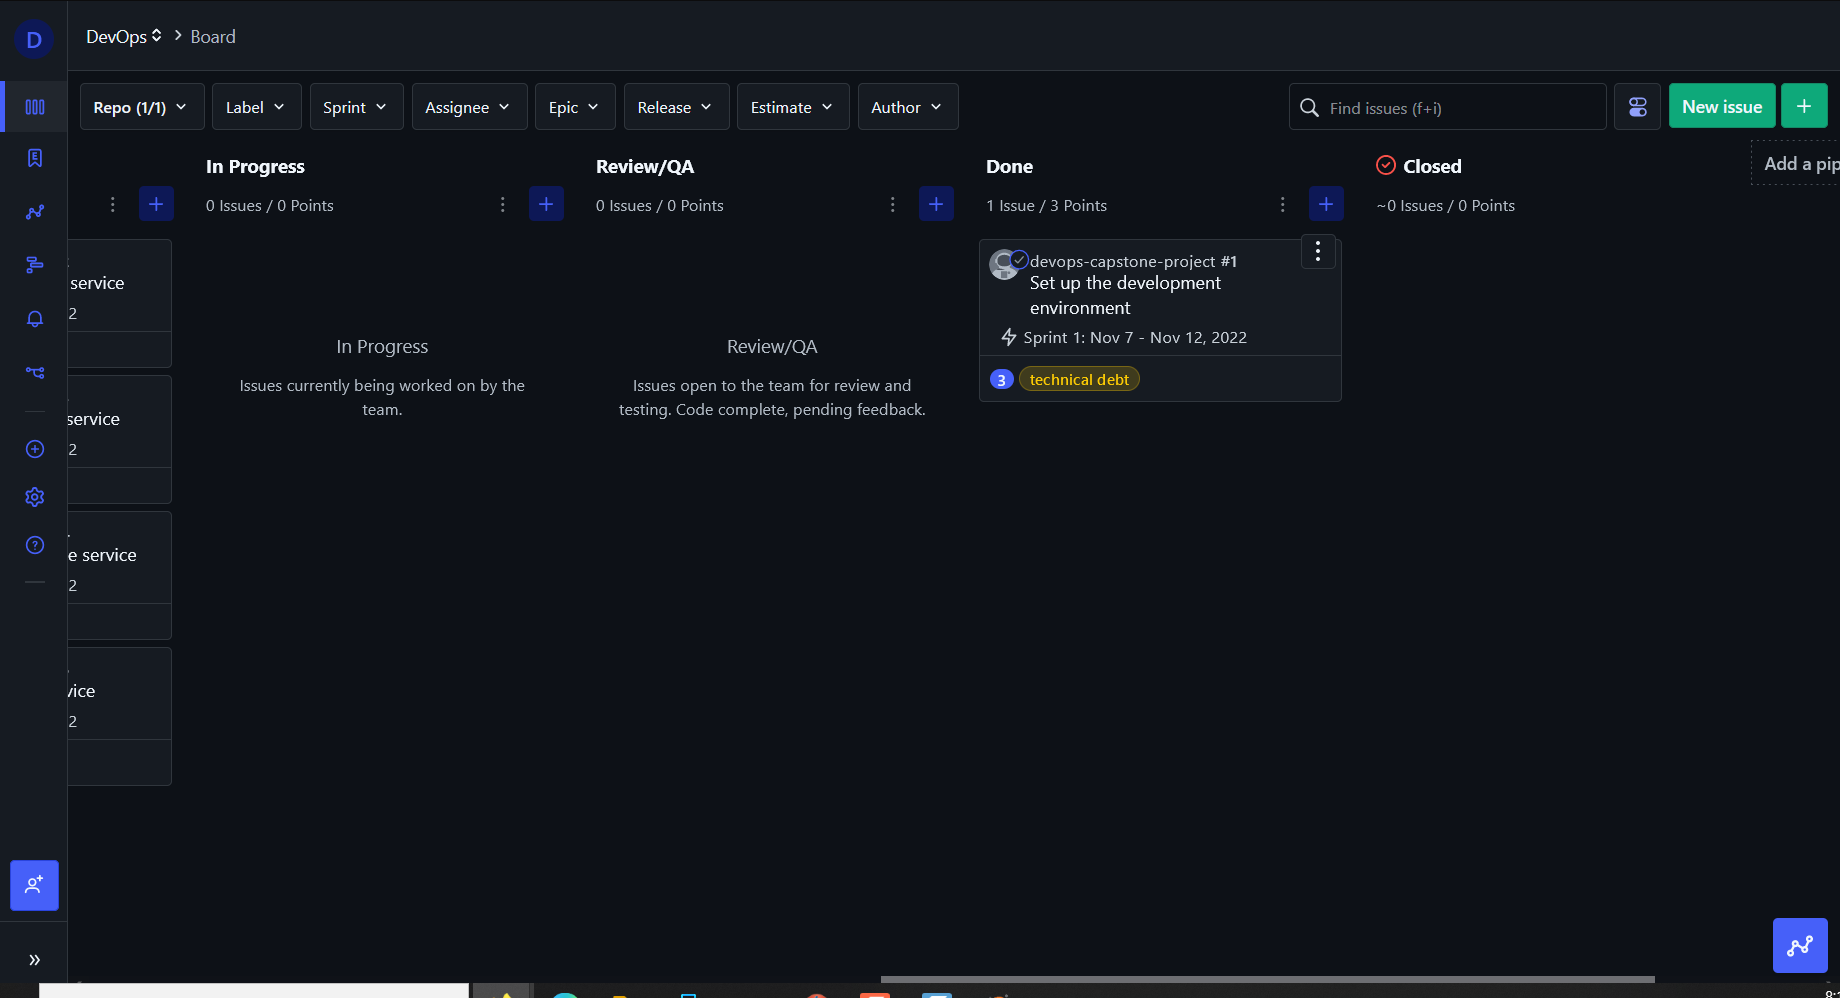 D
DevOps
Board
Repo (1/1)
Label
Sprint
Assignee
Epic
Release
Estimate
Author
Find issues (f+i)
New issue
+
service
2
service
2
e service
2
vice
2
In Progress
0 Issues / 0 Points
In Progress
Issues currently being worked on by the
team.
Review/QA
0 Issues / 0 Points
Review/QA
Issues open to the team for review and
testing. Code complete, pending feedback.
Done
1 Issue / 3 Points
devops-capstone-project #1
Set up the development
environment
Sprint 1: Nov 7 - Nov 12, 2022
3 technical debt
Closed
~0 Issues / 0 Points
Add a pip